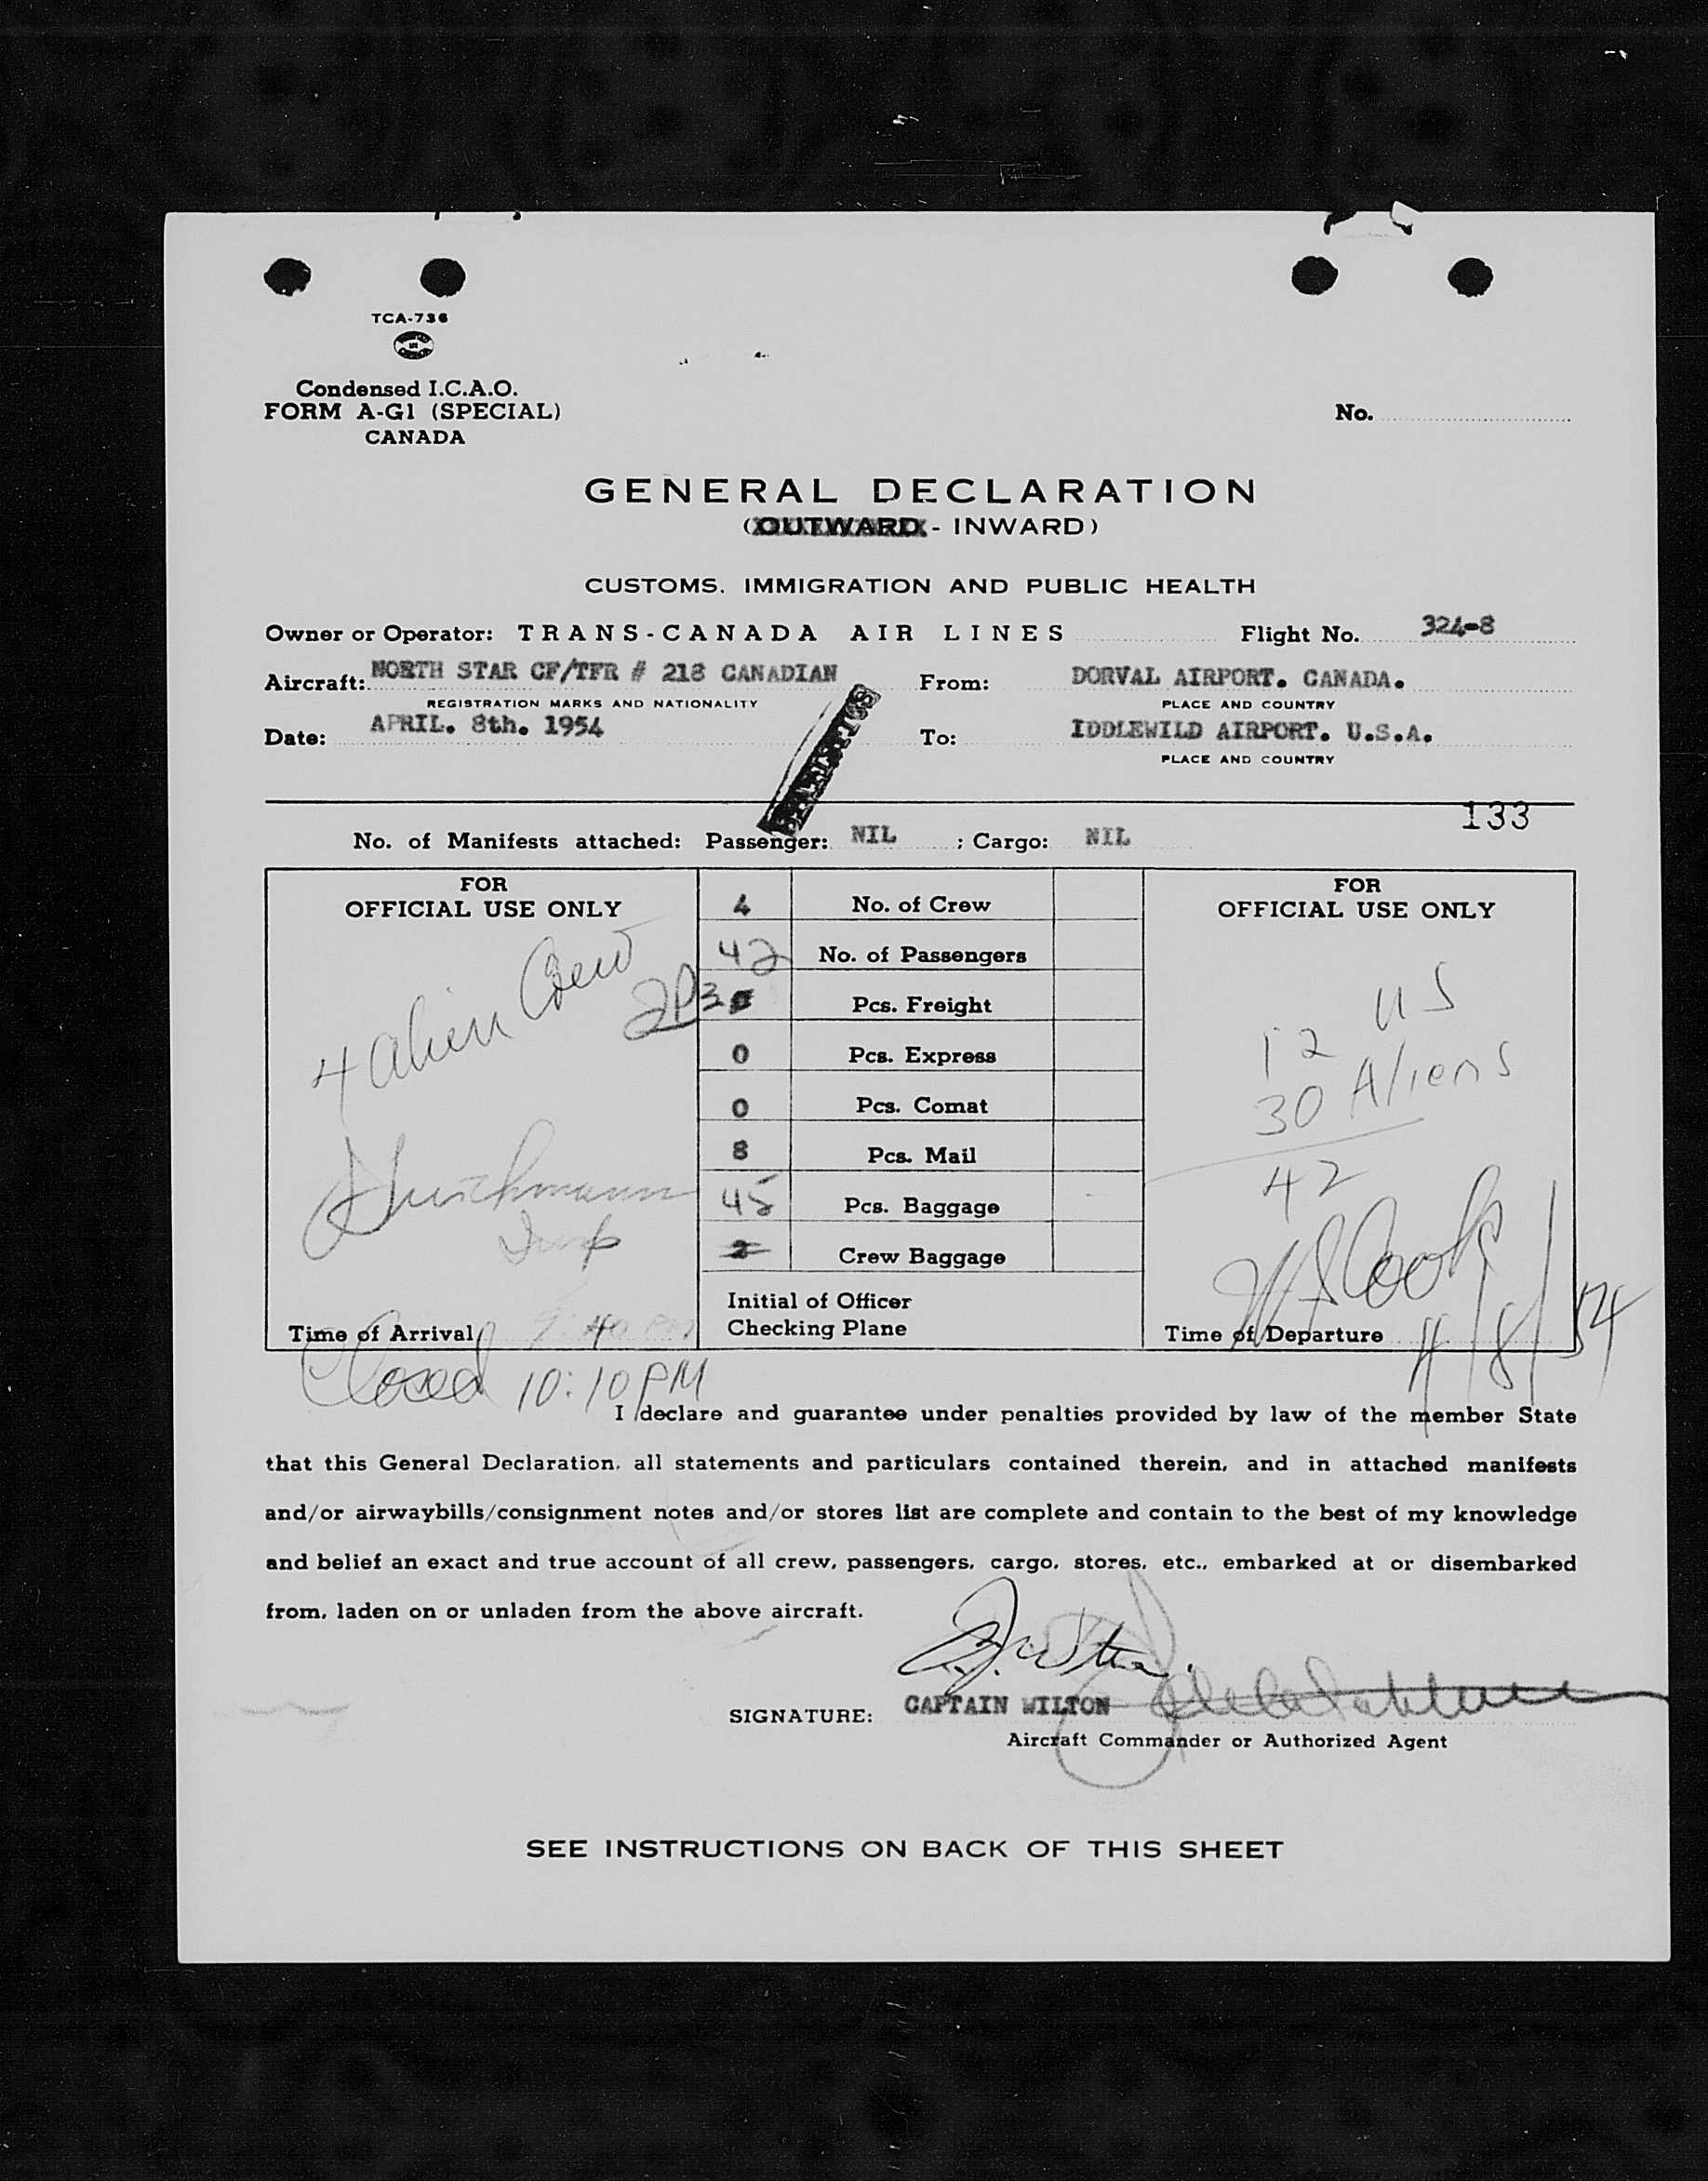 TCA-736
Condensed I.C.A.O.
FORM A-G1 (SPECIAL)
CANADA
No.
GENERAL DECLARATION
(OUTWARD - INWARD)
CUSTOMS, IMMIGRATION AND PUBLIC HEALTH
Owner or Operator: TRANS-CANADA AIR LINES Flight No. 324-8
Aircraft: NORTH STAR CF/TFR # 218 CANADIAN From: DORVAL AIRPORT. CANADA.
REGISTRATION MARKS AND NATIONALITY PLACE AND COUNTRY
Date: APRIL. 8th. 1954 To: IDDLEWILD AIRPORT. U.S.A.
PLACE AND COUNTRY
133
No. of Manifests attached: Passenger: NIL ; Cargo: NIL
FOR
OFFICIAL USE ONLY
4 Alien Crew
Time of Arrival 40 PM
Closed 10:10 PM
4 No. of Crew
42 No. of Passengers
Pcs. Freight
0 Pcs. Express
0 Pcs. Comat
8 Pcs. Mail
45 Pcs. Baggage
2 Crew Baggage
Initial of Officer
Checking Plane
FOR
OFFICIAL USE ONLY
12 US
30 Aliens
42
Cook
Time of Departure 4/8/54
I declare and guarantee under penalties provided by law of the member State
that this General Declaration, all statements and particulars contained therein, and in attached manifests
and/or airwaybills/consignment notes and/or stores list are complete and contain to the best of my knowledge
and belief an exact and true account of all crew, passengers, cargo, stores, etc., embarked at or disembarked
from, laden on or unladen from the above aircraft.
SIGNATURE: CAPTAIN WILTON
Aircraft Commander or Authorized Agent
SEE INSTRUCTIONS ON BACK OF THIS SHEET